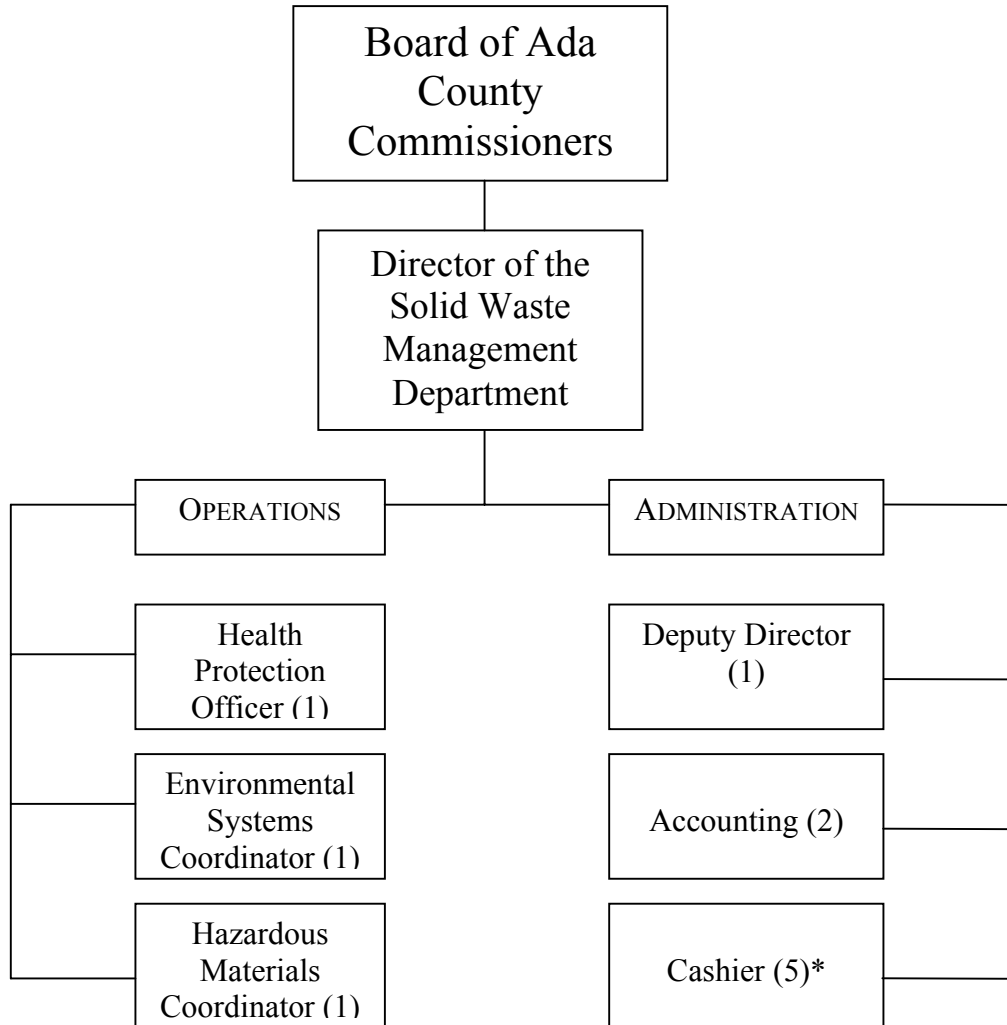 Board of Ada
County
Commissioners
Director of the
Solid Waste
Management
Department
OPERATIONS
ADMINISTRATION
Health
Protection
Officer (1)
Deputy Director
(1)
Environmental
Systems
Coordinator (1)
Accounting (2)
Hazardous
Materials
Coordinator (1)
Cashier (5)*